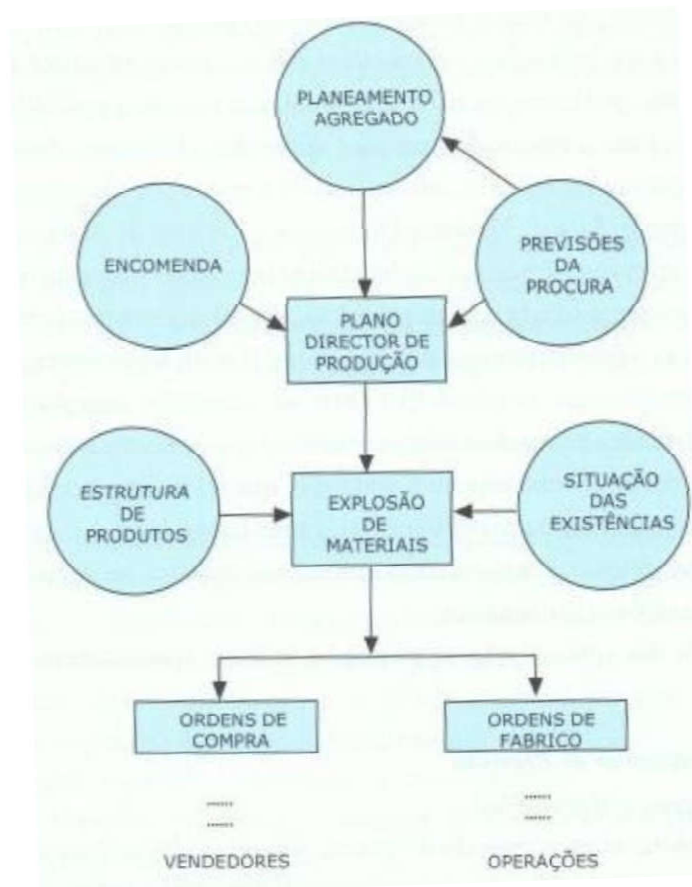 PLANEAMENTO
AGREGADO
ENCOMENDA
PREVISÕES
DA
PROCURA
PLANO
DIRECTOR DE
PRODUÇÃO
ESTRUTURA
DE
PRODUTOS
EXPLOSÃO
DE
MATERIAIS
SITUAÇÃO
DAS
EXISTÊNCIAS
ORDENS DE
COMPRA
ORDENS DE
FABRICO
......
......
......
......
VENDEDORES
OPERAÇÕES